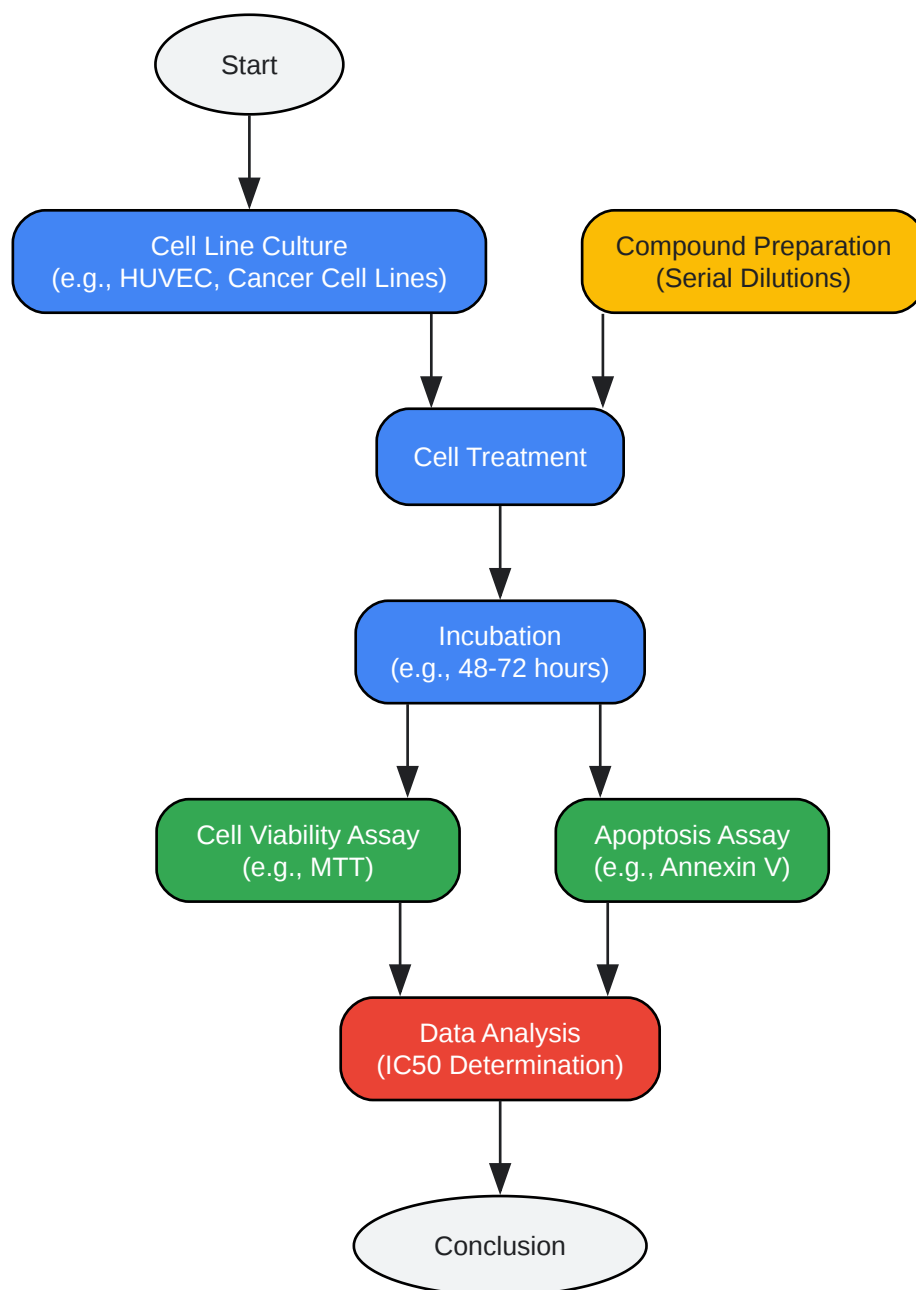 Start
Cell Line Culture
(e.g., HUVEC, Cancer Cell Lines)
Compound Preparation
(Serial Dilutions)
Cell Treatment
Incubation
(e.g., 48-72 hours)
Cell Viability Assay
(e.g., MTT)
Apoptosis Assay
(e.g., Annexin V)
Data Analysis
(IC50 Determination)
Conclusion